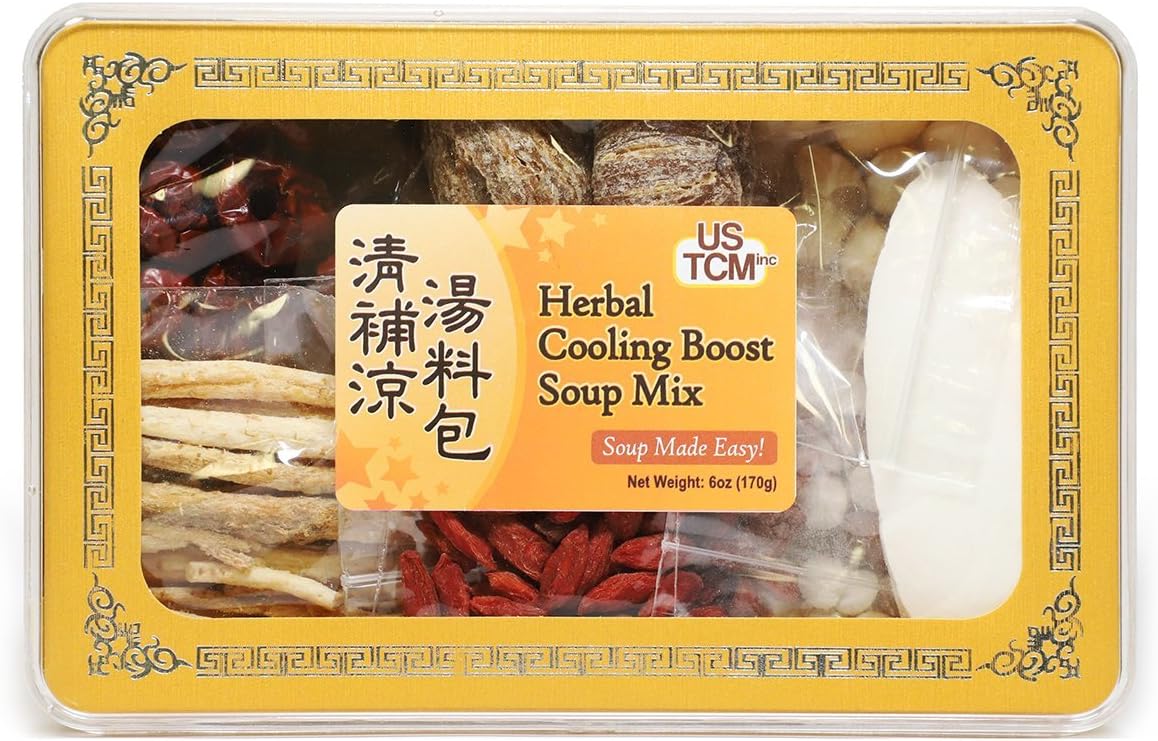 清補涼
湯料包
US
TCM inc
Herbal
Cooling Boost
Soup Mix
Soup Made Easy!
Net Weight: 6oz (170g)